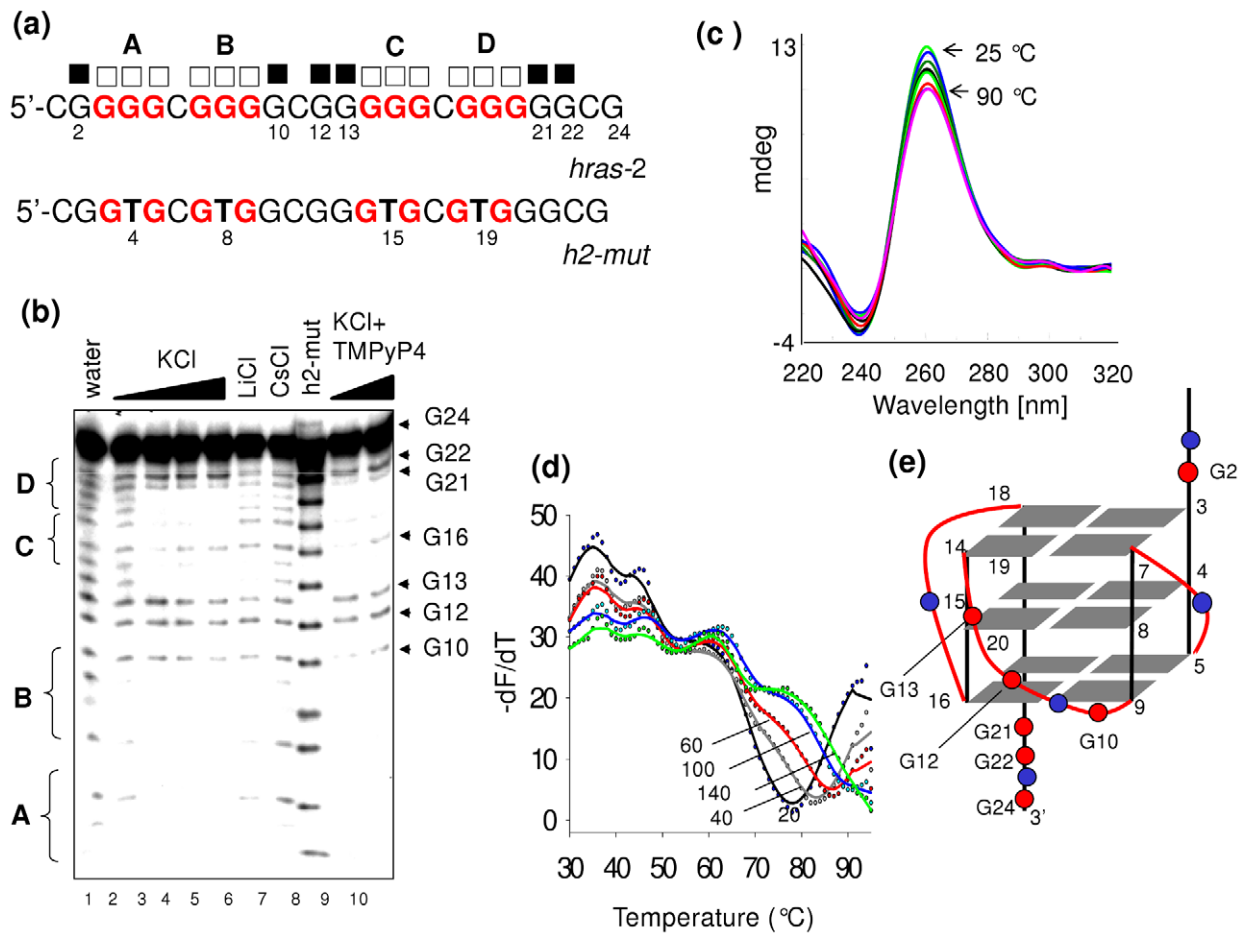 (a)
A B C D
5'-CGGGGCGGGGCGGGGGCGGGGGCG
2 10 12 13 21 22 24
hras-2
5'-CGGTGCGTGGCGGGTGCGTGGGCG
4 8 15 19
h2-mut
(b)
water
KCl
LiCl
CsCl
h2-mut
KCl+
TMPyP4
G24
G22
G21
G16
G13
G12
G10
D
C
B
A
1 2 3 4 5 6 7 8 9 10
(c)
13
-4
mdeg
25 °C
90 °C
220 240 260 280 300 320
Wavelength [nm]
(d)
50
40
30
20
10
0
-dF/dT
60
100
140
40
20
30 40 50 60 70 80 90
Temperature (°C)
(e)
G2
18
3
14
19
7
4
15
20
8
5
16
9
G13
G12
G10
G21
G22
G24
3'